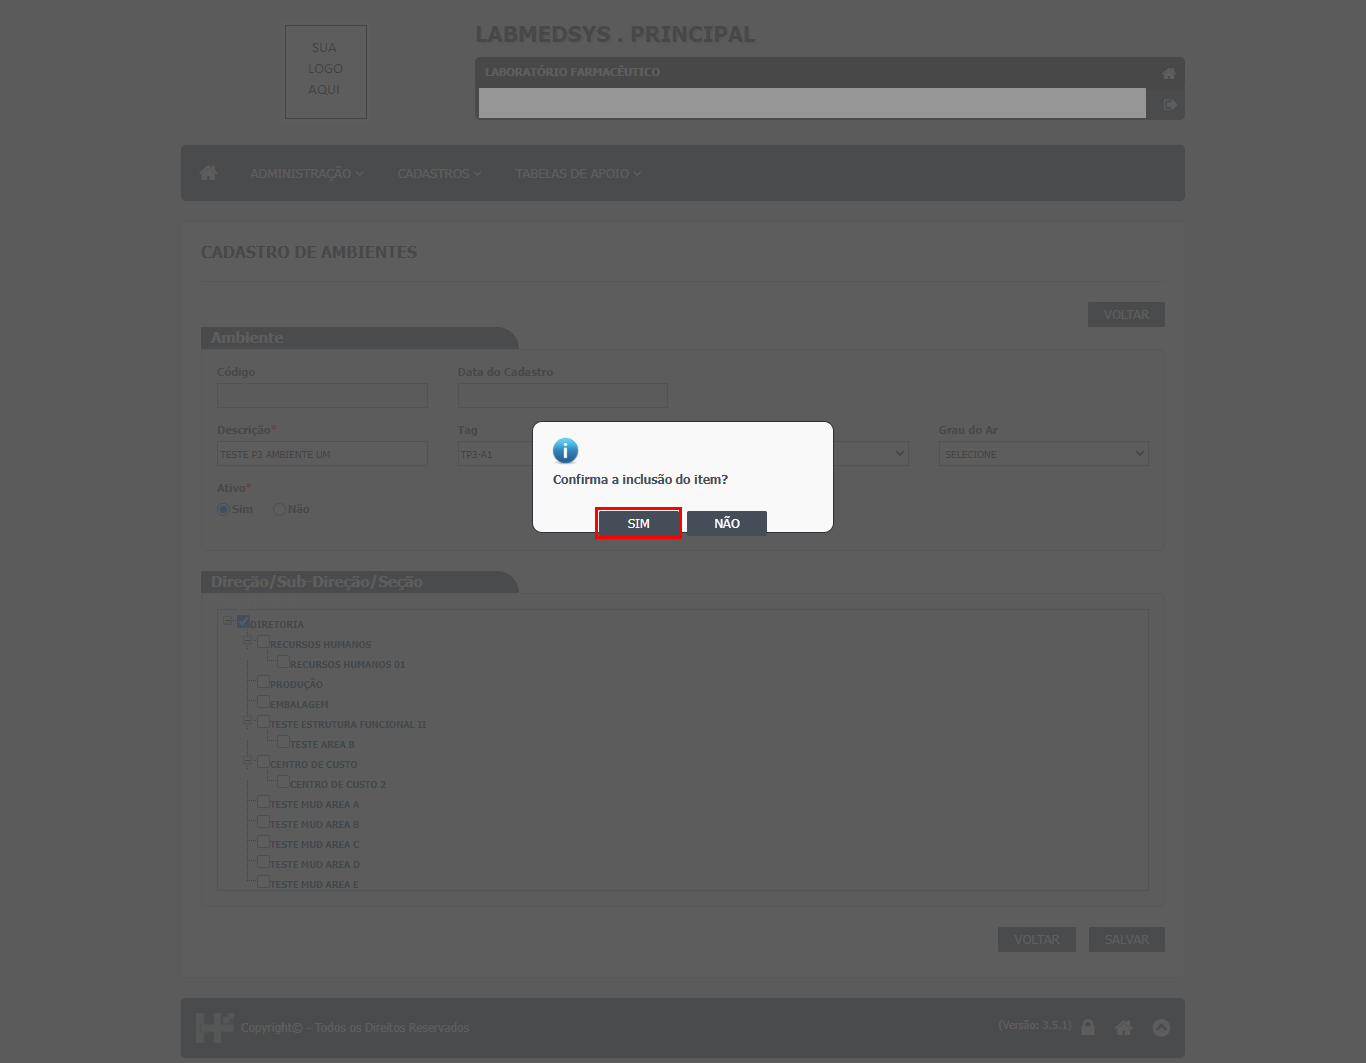 SUA
LOGO
AQUI
LABMEDSYS . PRINCIPAL
LABORATÓRIO FARMACÊUTICO
ADMINISTRAÇÃO
CADASTROS
TABELAS DE APOIO
CADASTRO DE AMBIENTES
VOLTAR
Ambiente
Código
Data do Cadastro
Descrição*
Tag
Grau do Ar
TESTE P3 AMBIENTE UM
TP3-A1
SELECIONE
Ativo*
Sim
Não
Confirma a inclusão do item?
SIM
NÃO
Direção/Sub-Direção/Seção
DIRETORIA
RECURSOS HUMANOS
RECURSOS HUMANOS 01
PRODUÇÃO
EMBALAGEM
TESTE ESTRUTURA FUNCIONAL II
TESTE AREA B
CENTRO DE CUSTO
CENTRO DE CUSTO 2
TESTE MUD AREA A
TESTE MUD AREA B
TESTE MUD AREA C
TESTE MUD AREA D
TESTE MUD AREA E
VOLTAR
SALVAR
Copyright© - Todos os Direitos Reservados
(Versão: 3.5.1)